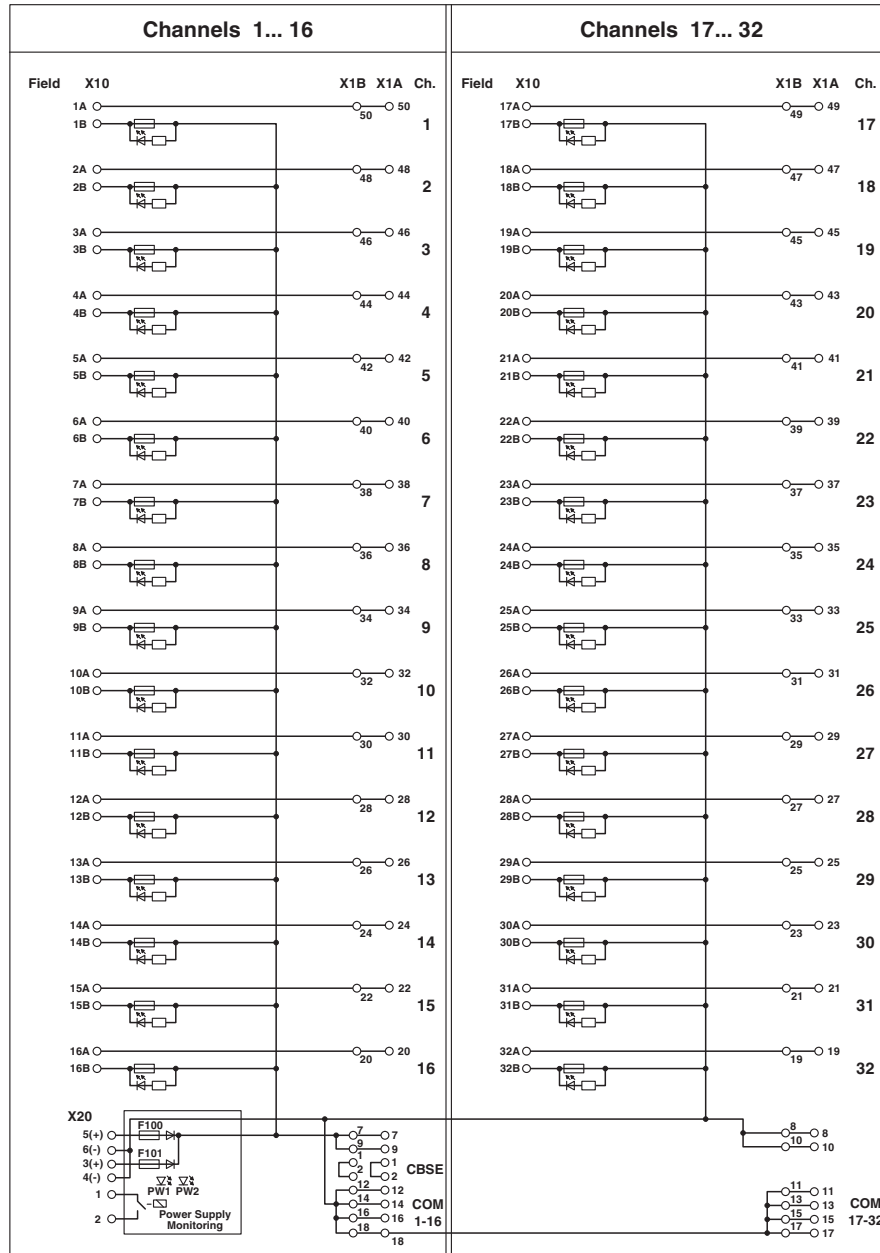 Channels 1... 16
Channels 17... 32
Field X10 X1B X1A Ch.
Field X10 X1B X1A Ch.
1A 50 50
1B 1
17A 49 49
17B 17
2A 48 48
2B 2
18A 47 47
18B 18
3A 46 46
3B 3
19A 45 45
19B 19
4A 44 44
4B 4
20A 43 43
20B 20
5A 42 42
5B 5
21A 41 41
21B 21
6A 40 40
6B 6
22A 39 39
22B 22
7A 38 38
7B 7
23A 37 37
23B 23
8A 36 36
8B 8
24A 35 35
24B 24
9A 34 34
9B 9
25A 33 33
25B 25
10A 32 32
10B 10
26A 31 31
26B 26
11A 30 30
11B 11
27A 29 29
27B 27
12A 28 28
12B 12
28A 27 27
28B 28
13A 26 26
13B 13
29A 25 25
29B 29
14A 24 24
14B 14
30A 23 23
30B 30
15A 22 22
15B 15
31A 21 21
31B 31
16A 20 20
16B 16
32A 19 19
32B 32
X20
5(+) F100
6(-)
3(+) F101
4(-)
PW1 PW2
1
2
Power Supply
Monitoring
7 7
9 9
1 1
2 2
CBSE
12 12
14 14
16 16
18 18
COM
1-16
8 8
10 10
11 11
13 13
15 15
17 17
COM
17-32